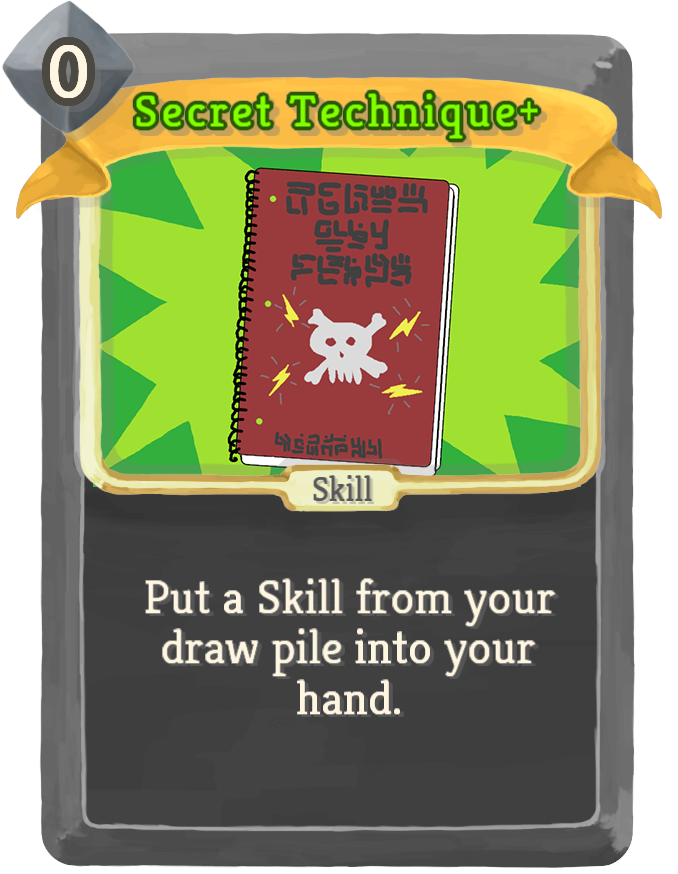 0
Secret Technique+
Skill
Put a Skill from your
draw pile into your
hand.